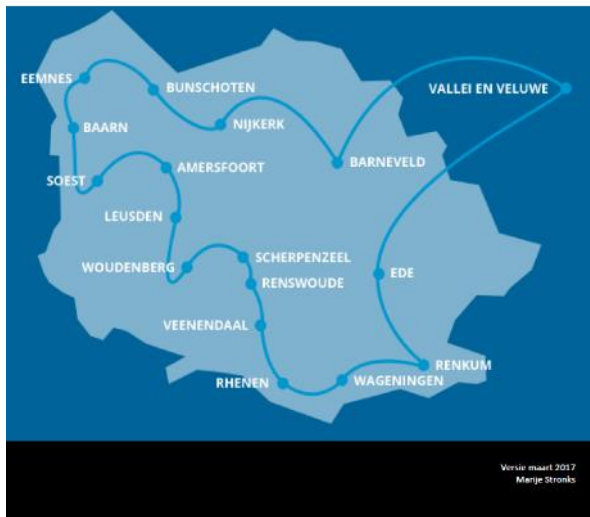 EEMNES
BUNSCHOTEN
VALLEI EN VELUWE
NIJKERK
BAARN
BARNEVELD
AMERSFOORT
SOEST
LEUSDEN
SCHERPENZEEL
WOUDENBERG
EDE
RENSWOUDE
VEENENDAAL
RENKUM
RHENEN
WAGENINGEN
Versie maart 2017
Marije Stronks